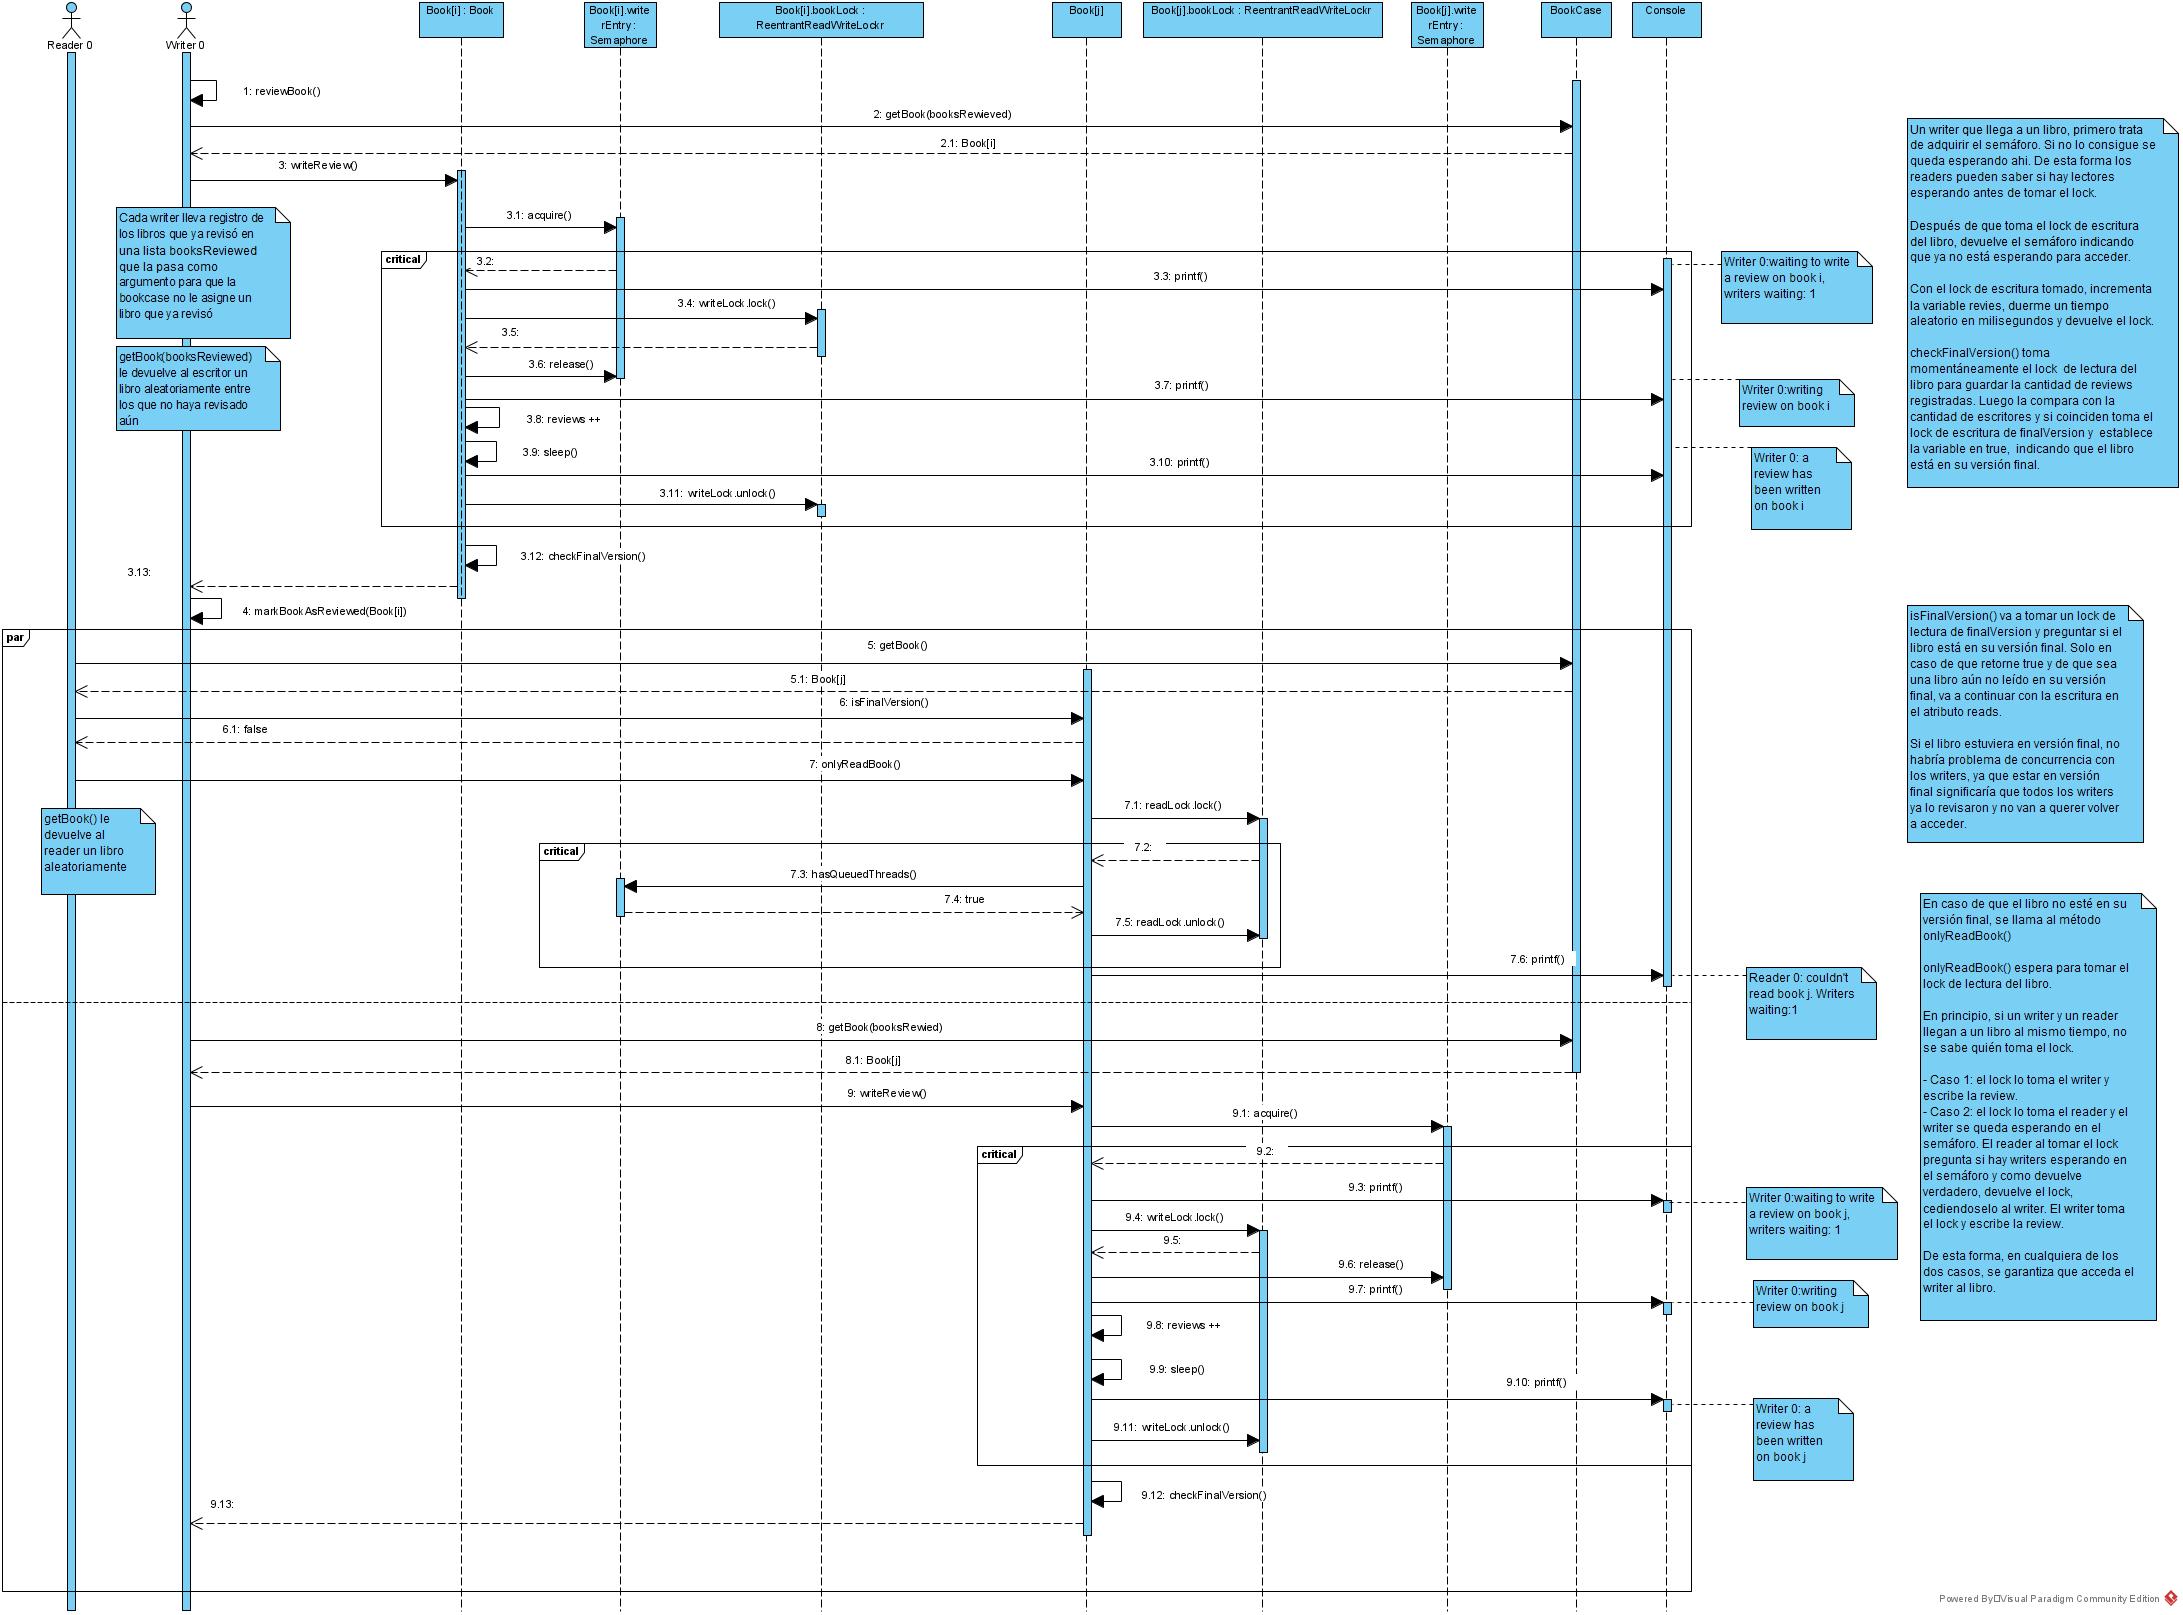 Reader 0
Writer 0
Book[i] : Book
Book[i].write
rEntry :
Semaphore
Book[i].bookLock :
ReentrantReadWriteLockr
Book[j]
Book[j].bookLock : ReentrantReadWriteLockr
Book[j].write
rEntry :
Semaphore
BookCase
Console
1: reviewBook()
2: getBook(booksRewieved)
2.1: Book[i]
3: writeReview()
Cada writer lleva registro de
los libros que ya revisó en
una lista booksReviewed
que la pasa como
argumento para que la
bookcase no le asigne un
libro que ya revisó
getBook(booksReviewed)
le devuelve al escritor un
libro aleatoriamente entre
los que no haya revisado
aún
3.1: acquire()
critical
3.2:
3.3: printf()
3.4: writeLock.lock()
3.5:
3.6: release()
3.7: printf()
3.8: reviews ++
3.9: sleep()
3.10: printf()
3.11: writeLock.unlock()
3.12: checkFinalVersion()
3.13:
4: markBookAsReviewed(Book[i])
Writer 0:waiting to write
a review on book i,
writers waiting: 1
Writer 0:writing
review on book i
Writer 0: a
review has
been written
on book i
Un writer que llega a un libro, primero trata
de adquirir el semáforo. Si no lo consigue se
queda esperando ahi. De esta forma los
readers pueden saber si hay lectores
esperando antes de tomar el lock.
Después de que toma el lock de escritura
del libro, devuelve el semáforo indicando
que ya no está esperando para acceder.
Con el lock de escritura tomado, incrementa
la variable revies, duerme un tiempo
aleatorio en milisegundos y devuelve el lock.
checkFinalVersion() toma
momentáneamente el lock  de lectura del
libro para guardar la cantidad de reviews
registradas. Luego la compara con la
cantidad de escritores y si coinciden toma el
lock de escritura de finalVersion y  establece
la variable en true,  indicando que el libro
está en su versión final.
par
5: getBook()
5.1: Book[j]
6: isFinalVersion()
6.1: false
7: onlyReadBook()
getBook() le
devuelve al
reader un libro
aleatoriamente
7.1: readLock.lock()
critical
7.2:
7.3: hasQueuedThreads()
7.4: true
7.5: readLock.unlock()
7.6: printf()
Reader 0: couldn't
read book j. Writers
waiting:1
isFinalVersion() va a tomar un lock de
lectura de finalVersion y preguntar si el
libro está en su versión final. Solo en
caso de que retorne true y de que sea
una libro aún no leído en su versión
final, va a continuar con la escritura en
el atributo reads.
Si el libro estuviera en versión final, no
habría problema de concurrencia con
los writers, ya que estar en versión
final significaría que todos los writers
ya lo revisaron y no van a querer volver
a acceder.
En caso de que el libro no esté en su
versión final, se llama al método
onlyReadBook()
onlyReadBook() espera para tomar el
lock de lectura del libro.
En principio, si un writer y un reader
llegan a un libro al mismo tiempo, no
se sabe quién toma el lock.
- Caso 1: el lock lo toma el writer y
escribe la review.
- Caso 2: el lock lo toma el reader y el
writer se queda esperando en el
semáforo. El reader al tomar el lock
pregunta si hay writers esperando en
el semáforo y como devuelve
verdadero, devuelve el lock,
cediendoselo al writer. El writer toma
el lock y escribe la review.
De esta forma, en cualquiera de los
dos casos, se garantiza que acceda el
writer al libro.
8: getBook(booksRewied)
8.1: Book[j]
9: writeReview()
9.1: acquire()
critical
9.2:
9.3: printf()
9.4: writeLock.lock()
9.5:
9.6: release()
9.7: printf()
9.8: reviews ++
9.9: sleep()
9.10: printf()
9.11: writeLock.unlock()
9.12: checkFinalVersion()
9.13:
Writer 0:waiting to write
a review on book j,
writers waiting: 1
Writer 0:writing
review on book j
Writer 0: a
review has
been written
on book j
Powered By Visual Paradigm Community Edition